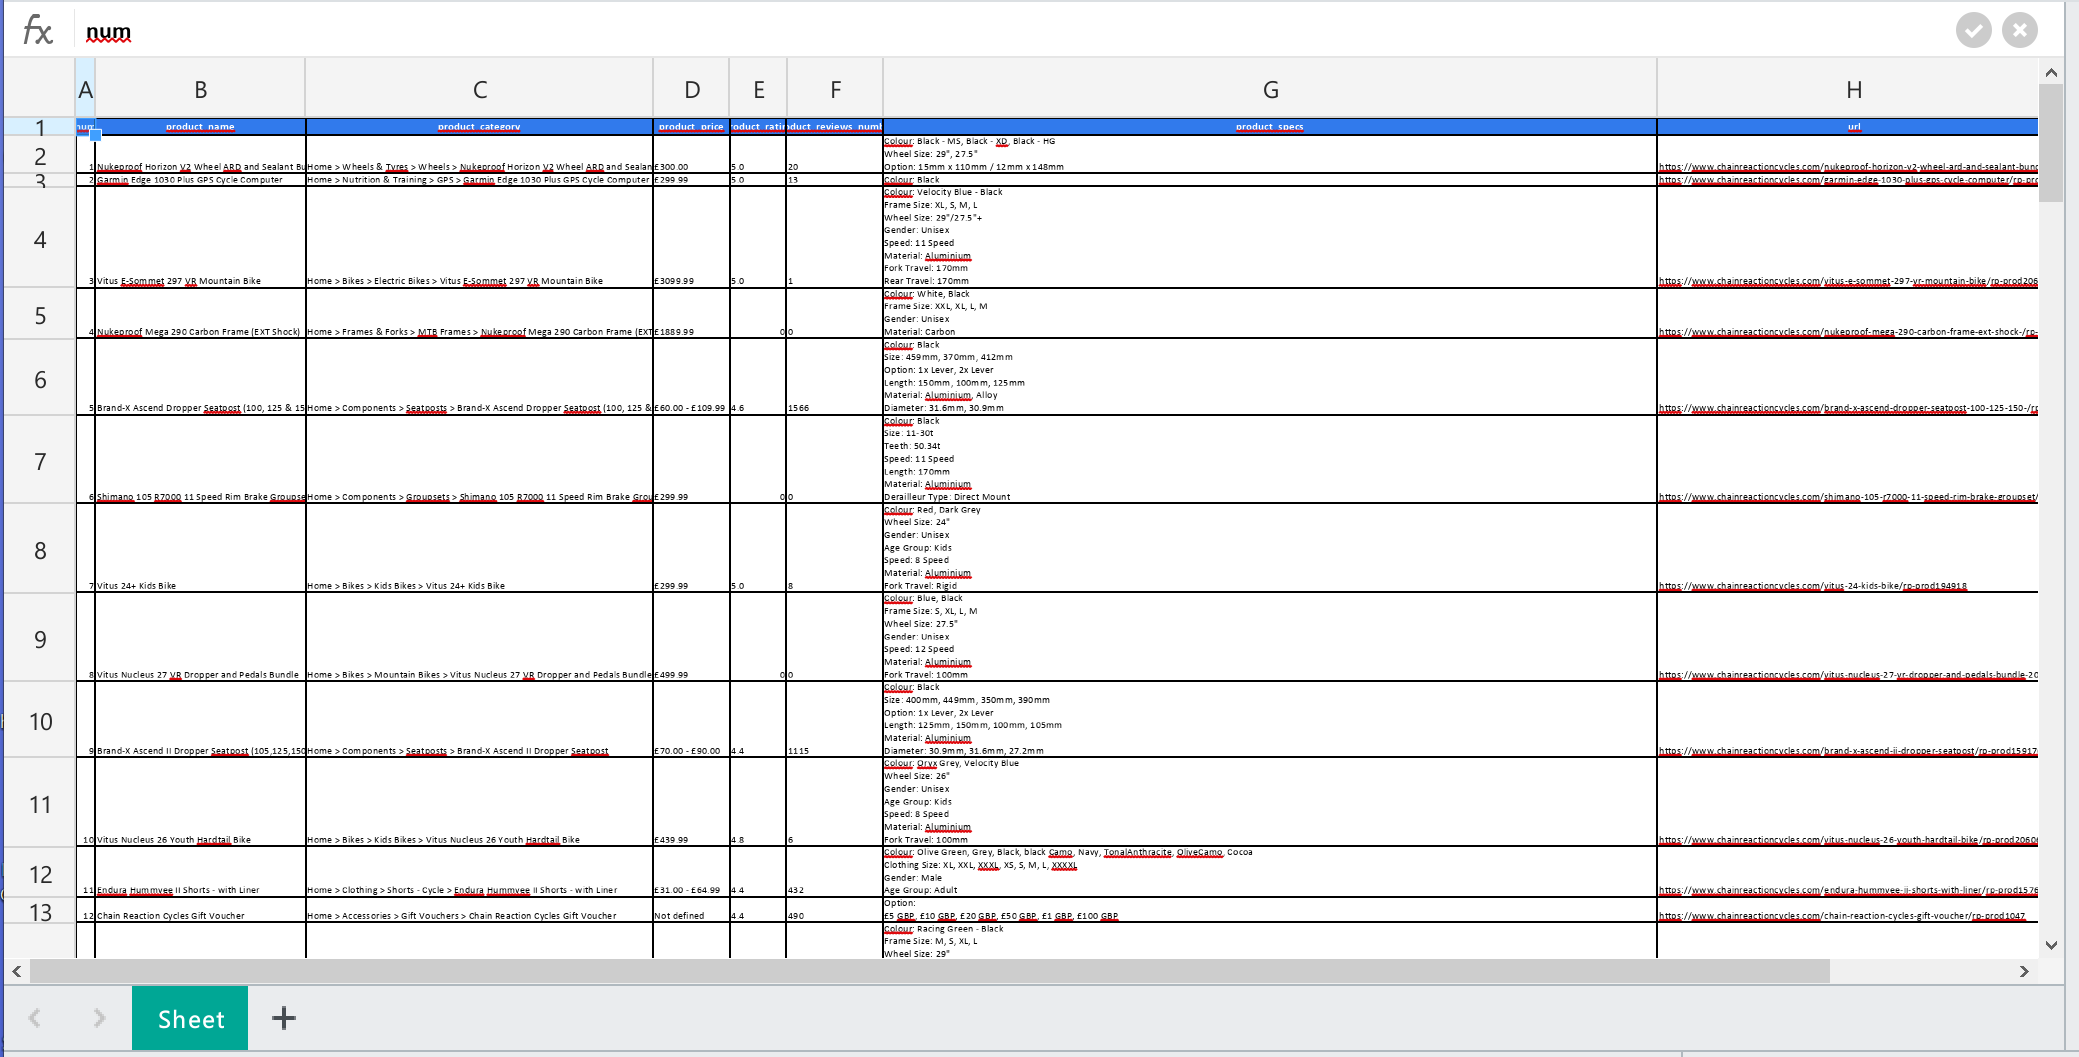 fx num
A B C D E F G H
1 num product_name product_category product_price product_rating product_reviews_numb product_specs url
Colour: Black - MS, Black - XD, Black - HG
2 Wheel Size: 29", 27.5"
1 Nukeproof Horizon V2 Wheel ARD and Sealant Bu Home > Wheels & Tyres > Wheels > Nukeproof Horizon V2 Wheel ARD and Sealan £300.00 5.0 20 Option: 15mm x 110mm / 12mm x 148mm https://www.chainreactioncycles.com/nukeproof-horizon-v2-wheel-ard-and-sealant-bund
3 2 Garmin Edge 1030 Plus GPS Cycle Computer Home > Nutrition & Training > GPS > Garmin Edge 1030 Plus GPS Cycle Computer £299.99 5.0 13 Colour: Black https://www.chainreactioncycles.com/garmin-edge-1030-plus-gps-cycle-computer/rp-pro
Colour: Velocity Blue - Black
Frame Size: XL, S, M, L
Wheel Size: 29"/27.5"+
Gender: Unisex
4 Speed: 11 Speed
Material: Aluminium
Fork Travel: 170mm
3 Vitus E-Sommet 297 VR Mountain Bike Home > Bikes > Electric Bikes > Vitus E-Sommet 297 VR Mountain Bike £3099.99 5.0 1 Rear Travel: 170mm https://www.chainreactioncycles.com/vitus-e-sommet-297-vr-mountain-bike/rp-prod206
Colour: White, Black
Frame Size: XXL, XL, L, M
5 Gender: Unisex
4 Nukeproof Mega 290 Carbon Frame (EXT Shock) Home > Frames & Forks > MTB Frames > Nukeproof Mega 290 Carbon Frame (EXT £1889.99 0 0 Material: Carbon https://www.chainreactioncycles.com/nukeproof-mega-290-carbon-frame-ext-shock-/rp-
Colour: Black
Size: 459mm, 370mm, 412mm
Option: 1x Lever, 2x Lever
6 Length: 150mm, 100mm, 125mm
Material: Aluminium, Alloy
5 Brand-X Ascend Dropper Seatpost (100, 125 & 15 Home > Components > Seatposts > Brand-X Ascend Dropper Seatpost (100, 125 & £60.00 - £109.99 4.6 1566 Diameter: 31.6mm, 30.9mm https://www.chainreactioncycles.com/brand-x-ascend-dropper-seatpost-100-125-150-/rp
Colour: Black
Size: 11-30t
Teeth: 50.34t
7 Speed: 11 Speed
Length: 170mm
Material: Aluminium
6 Shimano 105 R7000 11 Speed Rim Brake Groupse Home > Components > Groupsets > Shimano 105 R7000 11 Speed Rim Brake Grou £299.99 0 0 Derailleur Type: Direct Mount https://www.chainreactioncycles.com/shimano-105-r7000-11-speed-rim-brake-groupset/
Colour: Red, Dark Grey
Wheel Size: 24"
Gender: Unisex
8 Age Group: Kids
Speed: 8 Speed
Material: Aluminium
7 Vitus 24+ Kids Bike Home > Bikes > Kids Bikes > Vitus 24+ Kids Bike £299.99 5.0 8 Fork Travel: Rigid https://www.chainreactioncycles.com/vitus-24-kids-bike/rp-prod194918
Colour: Blue, Black
Frame Size: S, XL, L, M
Wheel Size: 27.5"
9 Gender: Unisex
Speed: 12 Speed
Material: Aluminium
8 Vitus Nucleus 27 VR Dropper and Pedals Bundle Home > Bikes > Mountain Bikes > Vitus Nucleus 27 VR Dropper and Pedals Bundle £499.99 0 0 Fork Travel: 100mm https://www.chainreactioncycles.com/vitus-nucleus-27-vr-dropper-and-pedals-bundle-20
Colour: Black
Size: 400mm, 449mm, 350mm, 390mm
Option: 1x Lever, 2x Lever
10 Length: 125mm, 150mm, 100mm, 105mm
Material: Aluminium
9 Brand-X Ascend II Dropper Seatpost (105,125,150 Home > Components > Seatposts > Brand-X Ascend II Dropper Seatpost £70.00 - £90.00 4.4 1115 Diameter: 30.9mm, 31.6mm, 27.2mm https://www.chainreactioncycles.com/brand-x-ascend-ii-dropper-seatpost/rp-prod15917
Colour: Oryx Grey, Velocity Blue
Wheel Size: 26"
Gender: Unisex
11 Age Group: Kids
Speed: 8 Speed
Material: Aluminium
10 Vitus Nucleus 26 Youth Hardtail Bike Home > Bikes > Kids Bikes > Vitus Nucleus 26 Youth Hardtail Bike £439.99 4.8 6 Fork Travel: 100mm https://www.chainreactioncycles.com/vitus-nucleus-26-youth-hardtail-bike/rp-prod2060
Colour: Olive Green, Grey, Black, black Camo, Navy, TonalAnthracite, OliveCamo, Cocoa
Clothing Size: XL, XXL, XXXL, XS, S, M, L, XXXXL
12 Gender: Male
11 Endura Hummvee II Shorts - with Liner Home > Clothing > Shorts - Cycle > Endura Hummvee II Shorts - with Liner £31.00 - £64.99 4.4 432 Age Group: Adult https://www.chainreactioncycles.com/endura-hummvee-ii-shorts-with-liner/rp-prod1576
13 Option:
12 Chain Reaction Cycles Gift Voucher Home > Accessories > Gift Vouchers > Chain Reaction Cycles Gift Voucher Not defined 4.4 490 £5 GBP, £10 GBP, £20 GBP, £50 GBP, £1 GBP, £100 GBP https://www.chainreactioncycles.com/chain-reaction-cycles-gift-voucher/rp-prod1047
Colour: Racing Green - Black
Frame Size: M, S, XL, L
Wheel Size: 29"
Sheet